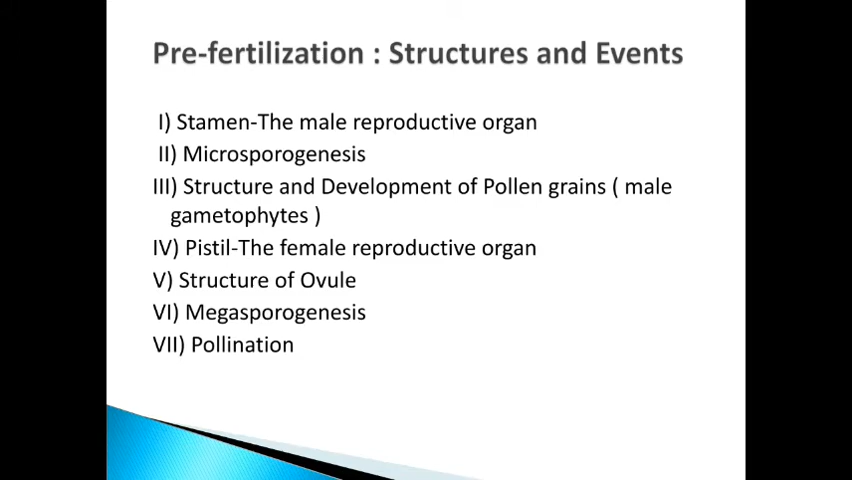 Pre-fertilization : Structures and Events
I) Stamen-The male reproductive organ
II) Microsporogenesis
III) Structure and Development of Pollen grains ( male
gametophytes )
IV) Pistil-The female reproductive organ
V) Structure of Ovule
VI) Megasporogenesis
VII) Pollination